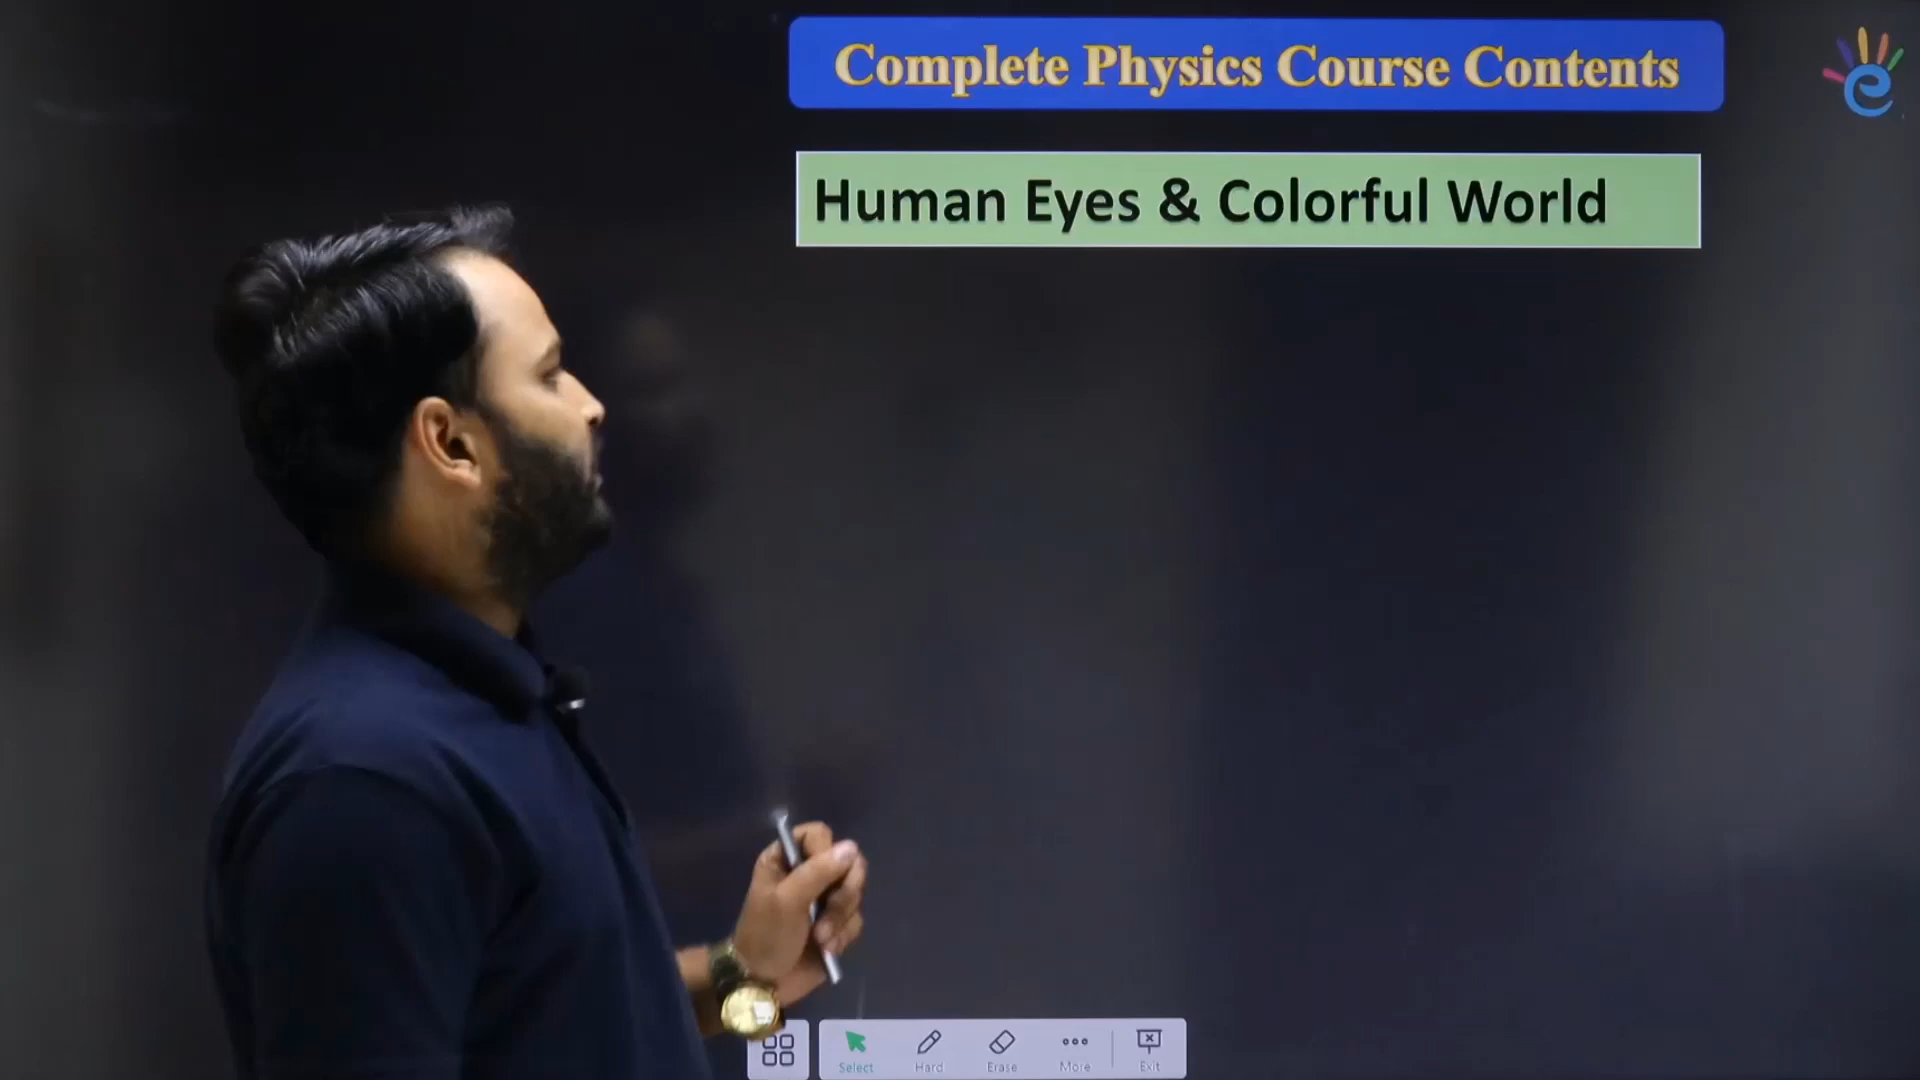 Complete Physics Course Contents
Human Eyes & Colorful World
Select
Hard
Erase
More
Exit